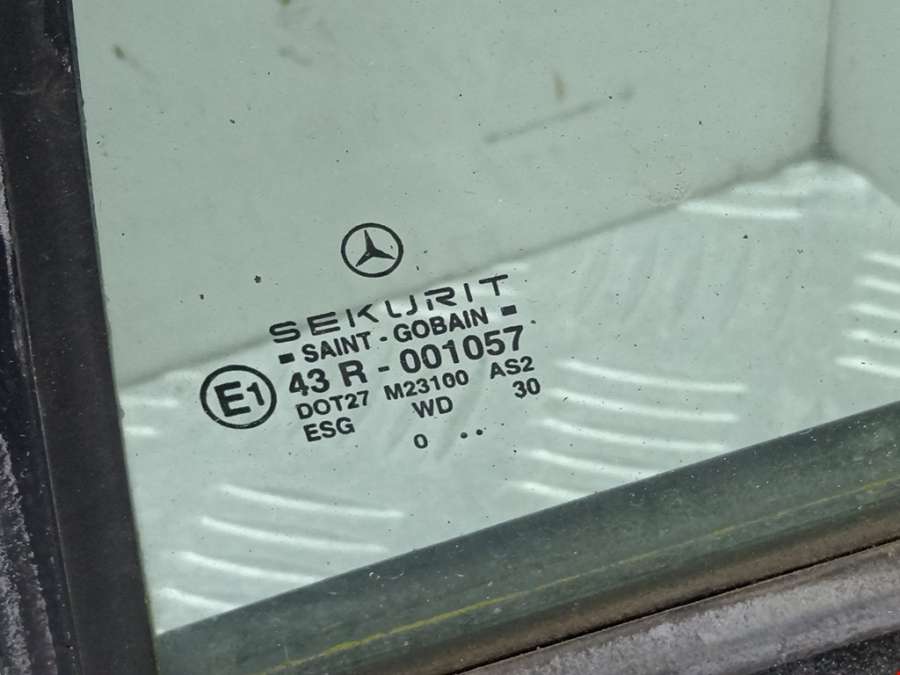 SEKURIT
SAINT - GOBAIN
E1 43 R - 001057
DOT27 M23100 AS2
ESG WD 30
0 ..